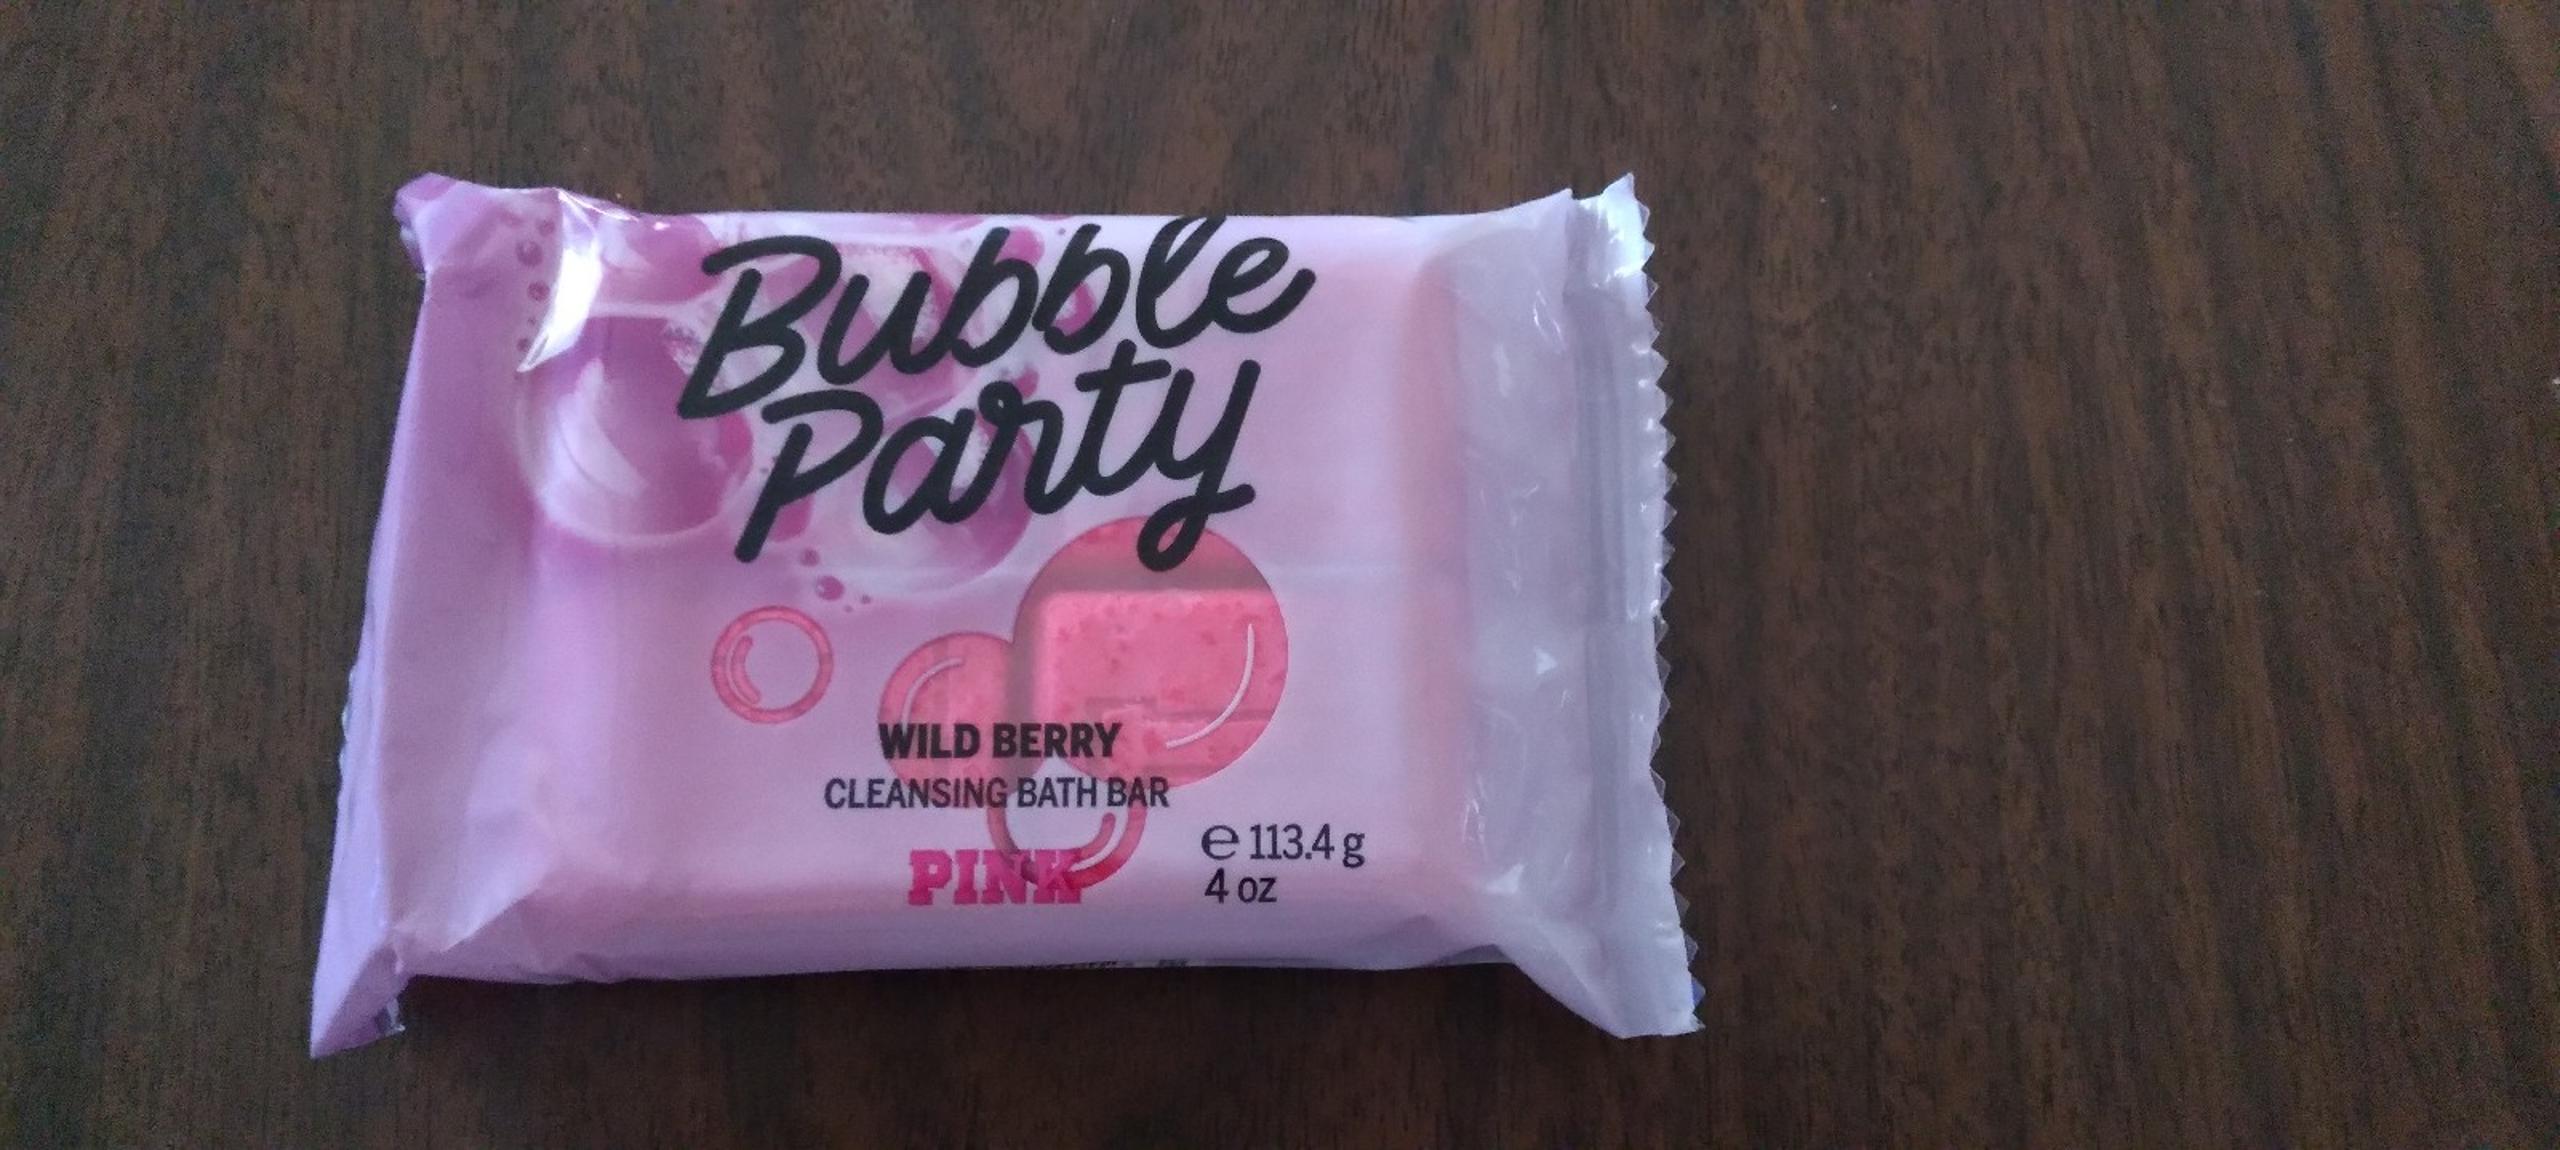 Bubble
Party
WILD BERRY
CLEANSING BATH BAR
PINK
℮ 113.4 g
4 oz